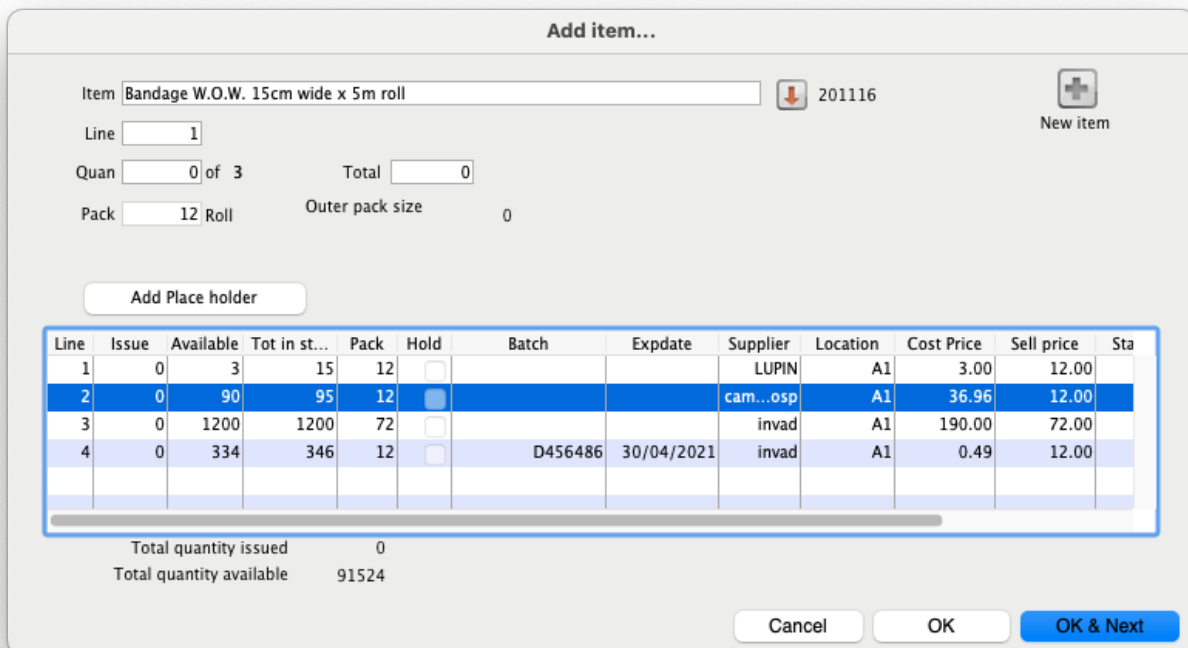 Add item...
Item Bandage W.O.W. 15cm wide x 5m roll 201116
New item
Line 1
Quan 0 of 3 Total 0
Pack 12 Roll Outer pack size 0
Add Place holder
Line Issue Available Tot in st... Pack Hold Batch Expdate Supplier Location Cost Price Sell price Sta
1 0 3 15 12 LUPIN A1 3.00 12.00
2 0 90 95 12 cam...osp A1 36.96 12.00
3 0 1200 1200 72 invad A1 190.00 72.00
4 0 334 346 12 D456486 30/04/2021 invad A1 0.49 12.00
Total quantity issued 0
Total quantity available 91524
Cancel OK OK & Next